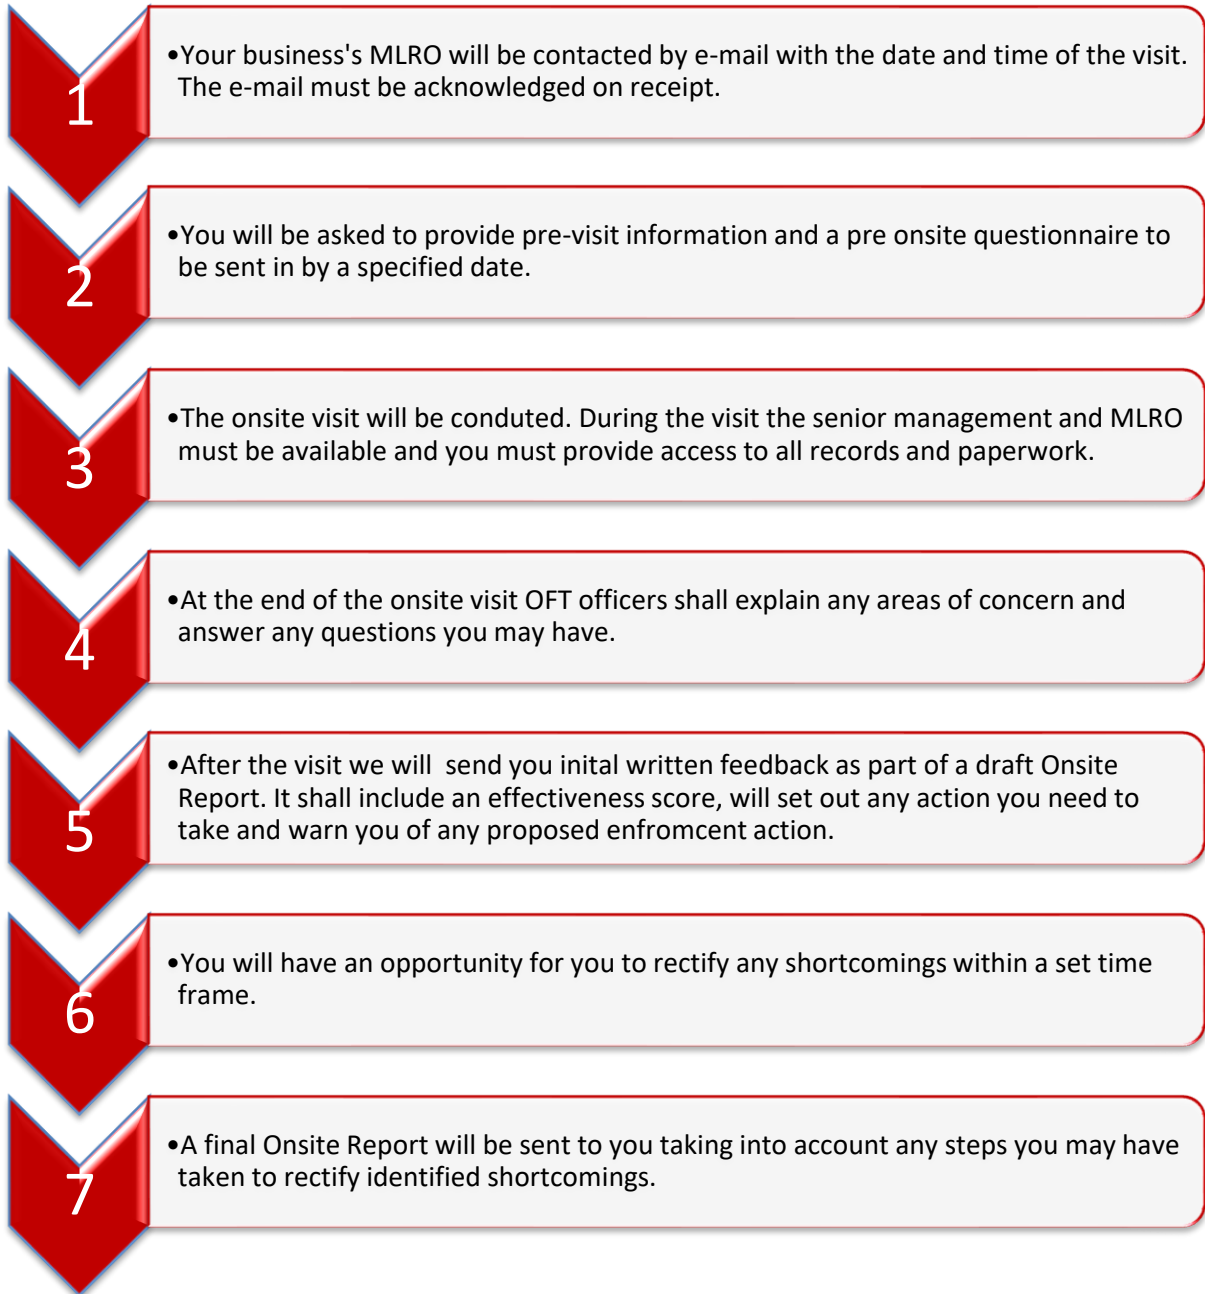 1
•Your business's MLRO will be contacted by e-mail with the date and time of the visit.
The e-mail must be acknowledged on receipt.
2
•You will be asked to provide pre-visit information and a pre onsite questionnaire to
be sent in by a specified date.
3
•The onsite visit will be conduted. During the visit the senior management and MLRO
must be available and you must provide access to all records and paperwork.
4
•At the end of the onsite visit OFT officers shall explain any areas of concern and
answer any questions you may have.
5
•After the visit we will  send you inital written feedback as part of a draft Onsite
Report. It shall include an effectiveness score, will set out any action you need to
take and warn you of any proposed enfromcent action.
6
•You will have an opportunity for you to rectify any shortcomings within a set time
frame.
7
•A final Onsite Report will be sent to you taking into account any steps you may have
taken to rectify identified shortcomings.